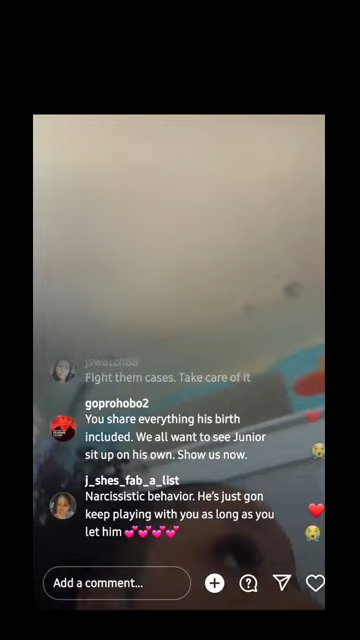 jswatch88
Fight them cases. Take care of it
goprohobo2
You share everything his birth
included. We all want to see Junior
sit up on his own. Show us now.
j_shes_fab_a_list
Narcissistic behavior. He's just gon
keep playing with you as long as you
let him 💕💕💕💕
Add a comment...